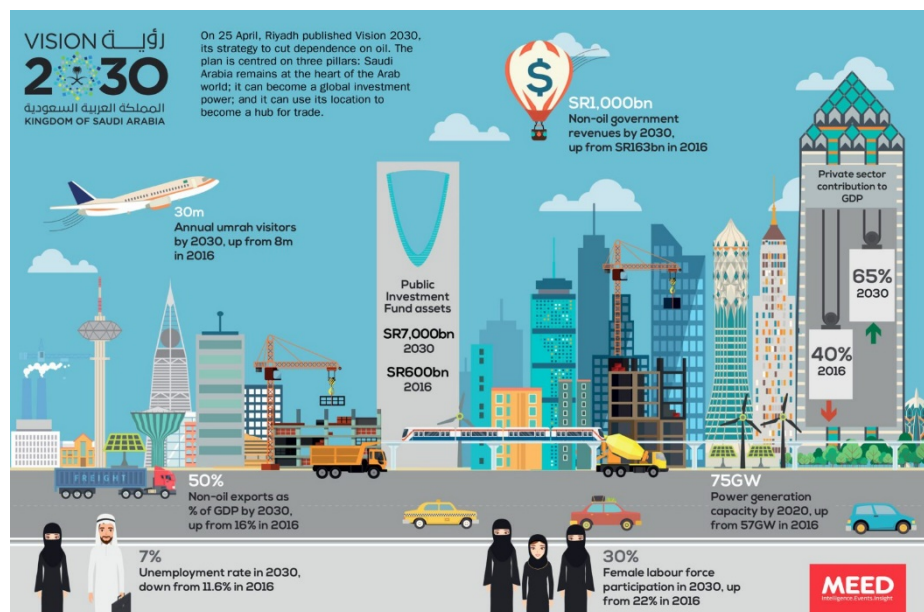 VISION رؤيـــة
2030
المملكة العربية السعودية
KINGDOM OF SAUDI ARABIA
On 25 April, Riyadh published Vision 2030,
its strategy to cut dependence on oil. The
plan is centred on three pillars: Saudi
Arabia remains at the heart of the Arab
world; it can become a global investment
power; and it can use its location to
become a hub for trade.
$
SR1,000bn
Non-oil government
revenues by 2030,
up from SR163bn in 2016
Private sector
contribution to
GDP
65%
2030
40%
2016
30m
Annual umrah visitors
by 2030, up from 8m
in 2016
Public
Investment
Fund assets
SR7,000bn
2030
SR600bn
2016
FREIGHT
50%
Non-oil exports as
% of GDP by 2030,
up from 16% in 2016
75GW
Power generation
capacity by 2020, up
from 57GW in 2016
7%
Unemployment rate in 2030,
down from 11.6% in 2016
30%
Female labour force
participation in 2030, up
from 22% in 2016
MEED
Intelligence.Events.Insight